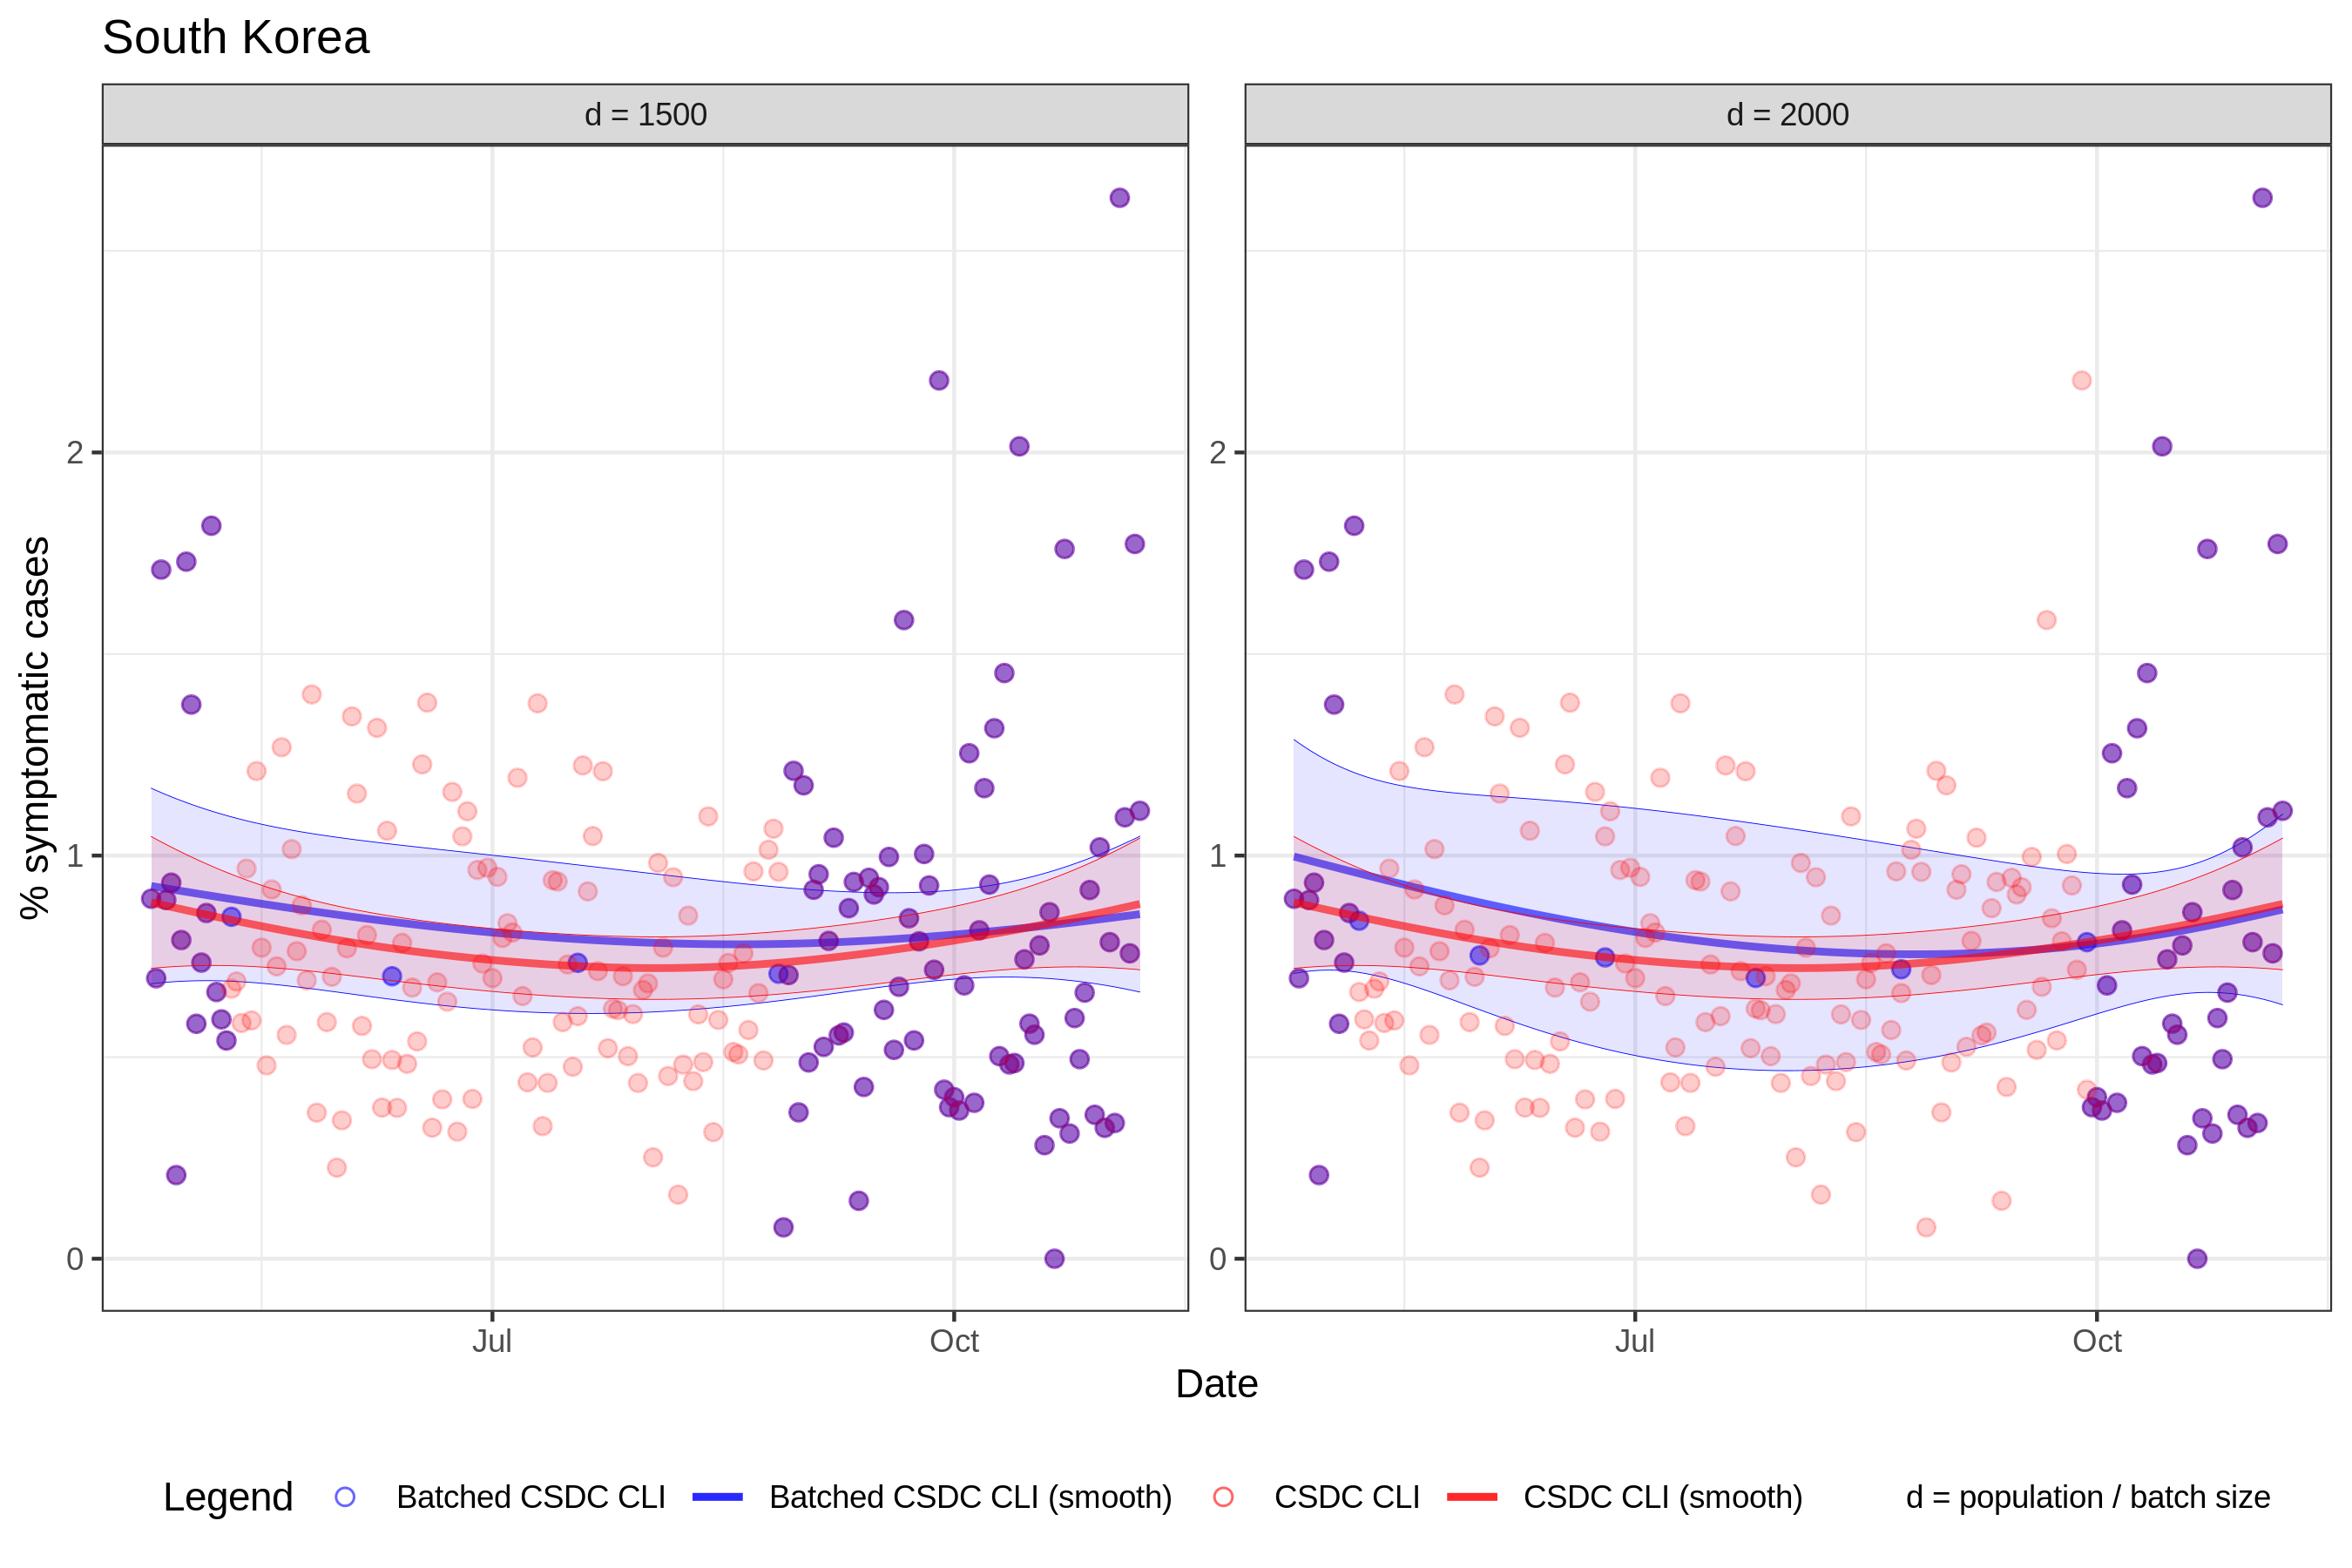 South Korea
d = 1500
d = 2000
% symptomatic cases
2
1
0
2
1
0
Jul
Oct
Jul
Oct
Date
Legend
Batched CSDC CLI
Batched CSDC CLI (smooth)
CSDC CLI
CSDC CLI (smooth)
d = population / batch size